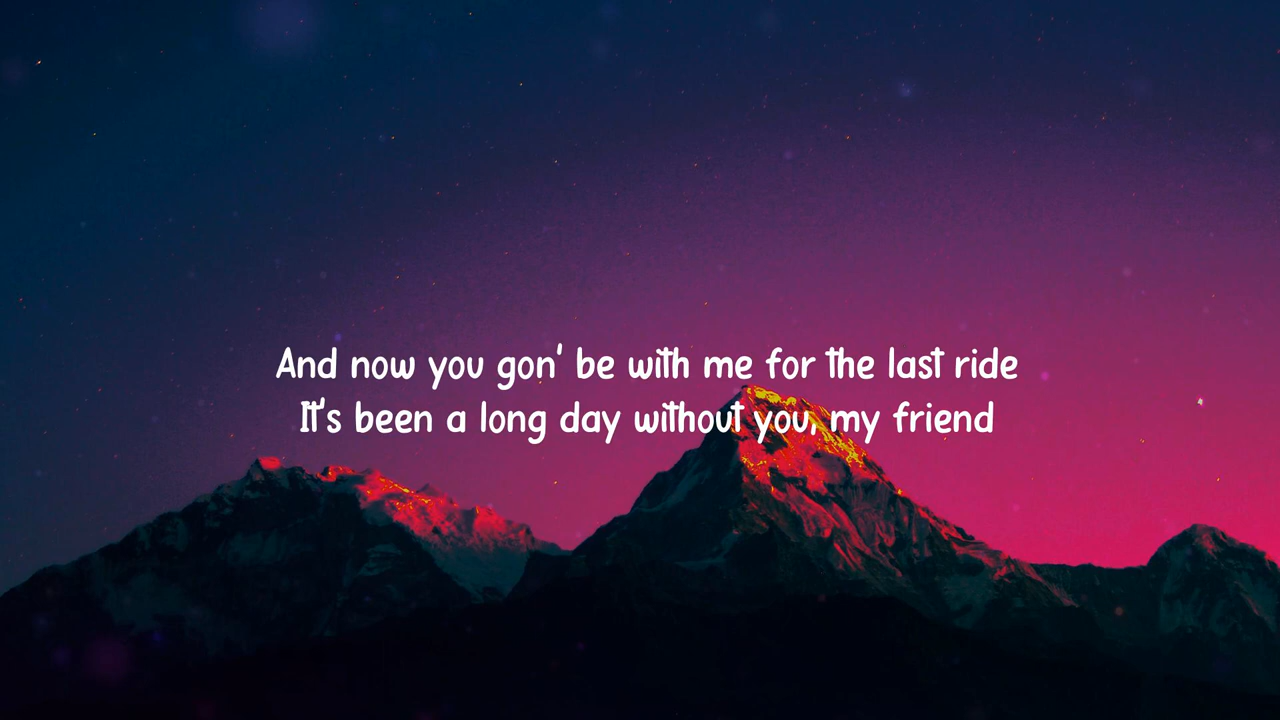 And now you gon' be with me for the last ride
It's been a long day without you, my friend